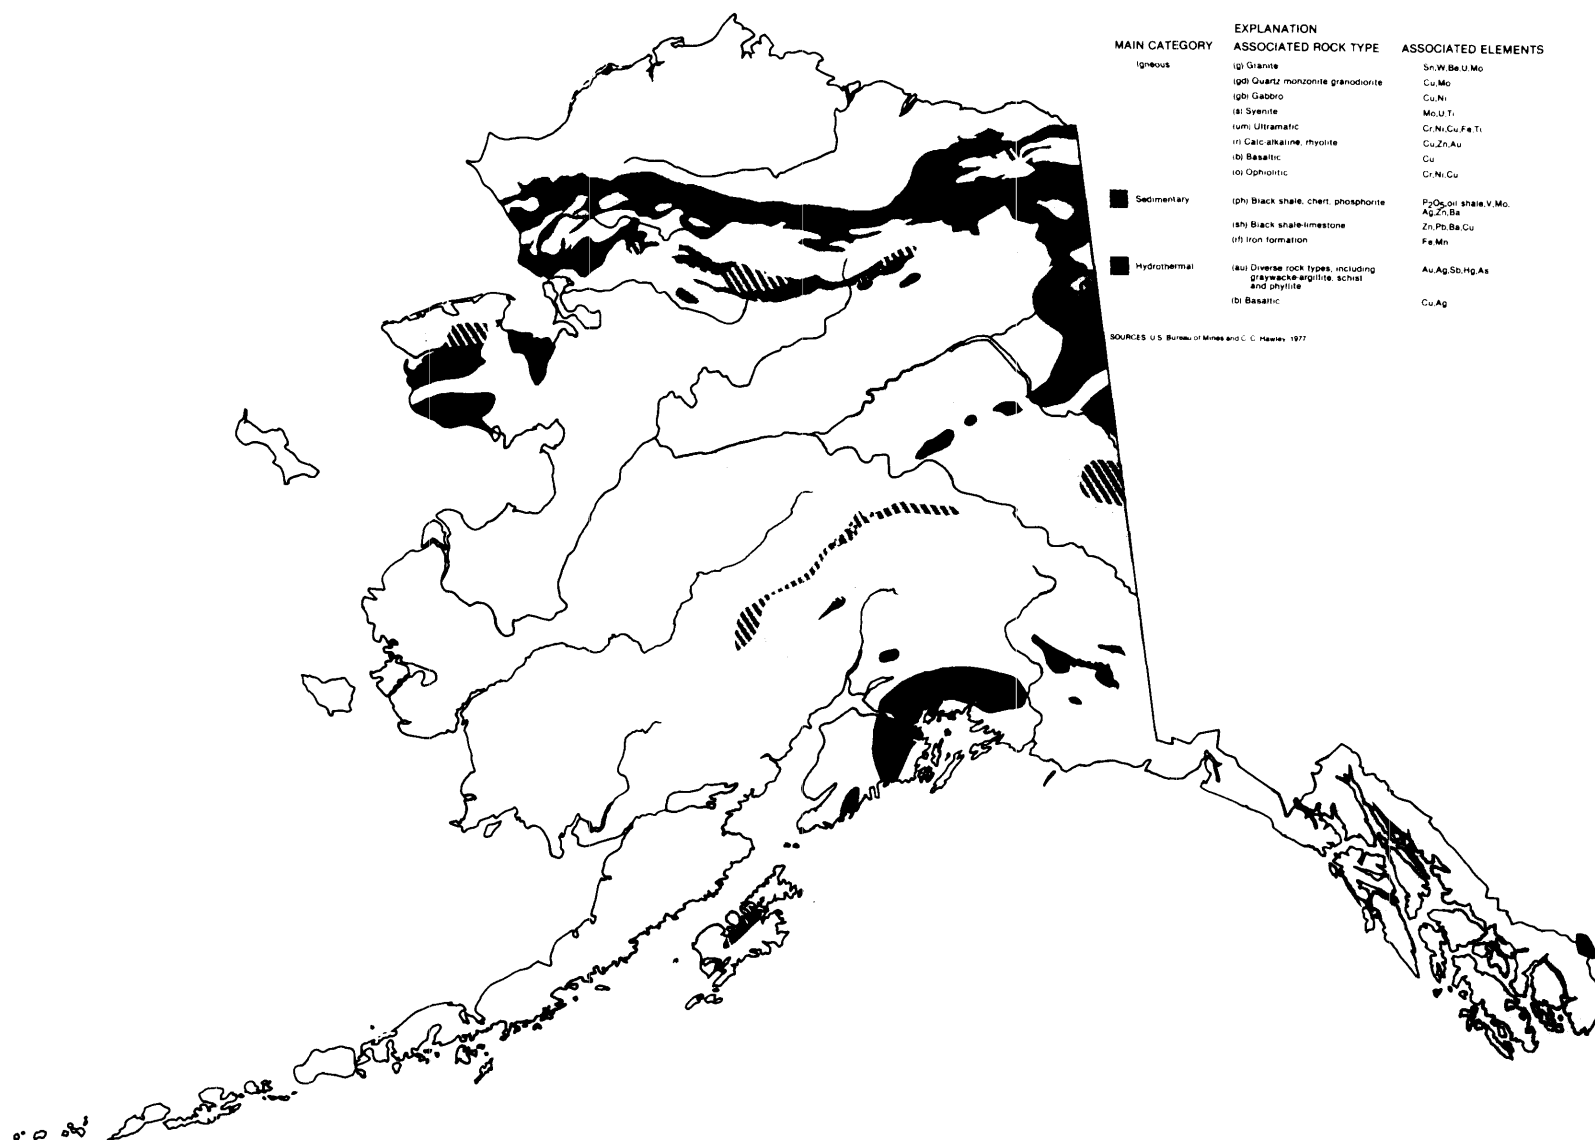 EXPLANATION
MAIN CATEGORY ASSOCIATED ROCK TYPE ASSOCIATED ELEMENTS
Igneous (g) Granite Sn,W,Be,U,Mo
(gd) Quartz monzonite granodiorite Cu,Mo
(gb) Gabbro Cu,Ni
(s) Syenite Mo,U,Ti
(um) Ultramafic Cr,Ni,Cu,Fe,Ti
(r) Calc-alkaline, rhyolite Cu,Zn,Au
(b) Basaltic Cu
(o) Ophiolitic Cr,Ni,Cu
Sedimentary (ph) Black shale, chert, phosphorite P2O5,oil shale,V,Mo,
Ag,Zn,Ba
(sh) Black shale-limestone Zn,Pb,Ba,Cu
(if) Iron formation Fe,Mn
Hydrothermal (au) Diverse rock types, including Au,Ag,Sb,Hg,As
graywacke-argillite, schist
and phyllite
(b) Basaltic Cu,Ag
SOURCES U.S. Bureau of Mines and C. C. Hawley, 1977